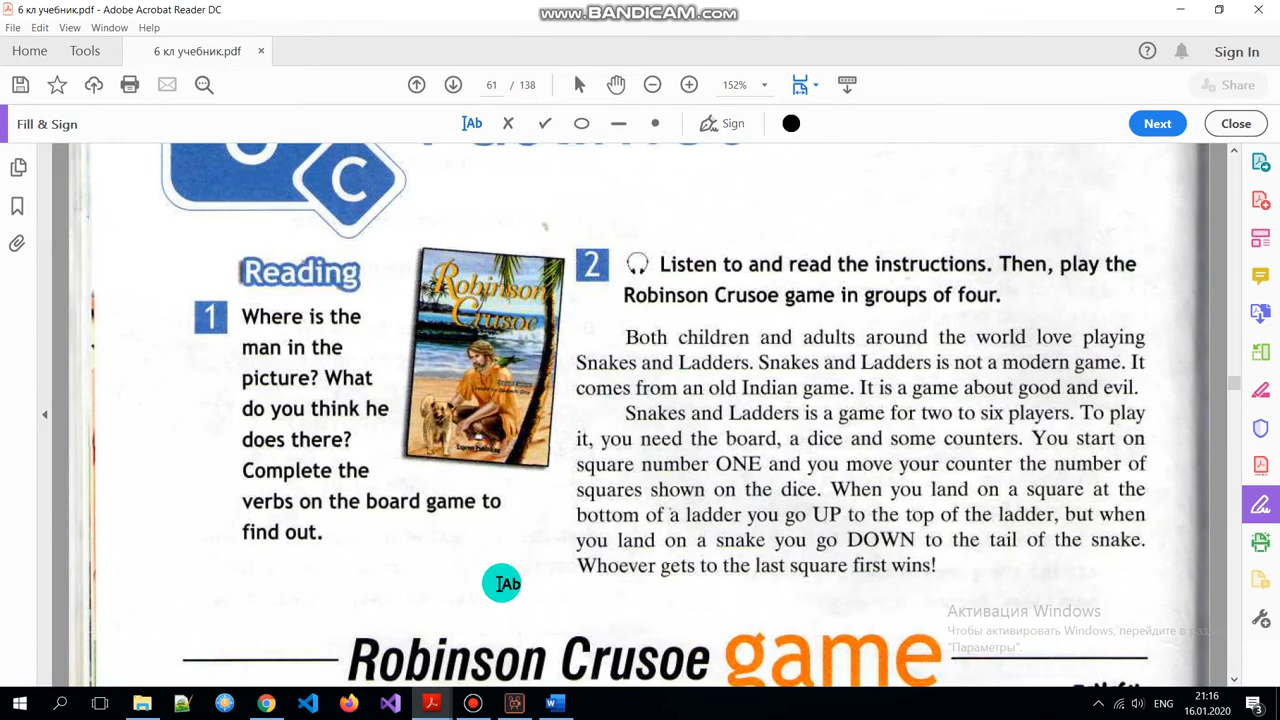 6 кл учебник.pdf - Adobe Acrobat Reader DC
www.BANDICAM.com
File Edit View Window Help
Home Tools 6 кл учебник.pdf × Sign In
61 / 138 152% Share
Fill & Sign Ab Sign Next Close
C
Reading
1 Where is the
man in the
picture? What
do you think he
does there?
Complete the
verbs on the board game to
find out.
Robinson
Crusoe
2 Listen to and read the instructions. Then, play the
Robinson Crusoe game in groups of four.
Both children and adults around the world love playing
Snakes and Ladders. Snakes and Ladders is not a modern game. It
comes from an old Indian game. It is a game about good and evil.
Snakes and Ladders is a game for two to six players. To play
it, you need the board, a dice and some counters. You start on
square number ONE and you move your counter the number of
squares shown on the dice. When you land on a square at the
bottom of a ladder you go UP to the top of the ladder, but when
you land on a snake you go DOWN to the tail of the snake.
Whoever gets to the last square first wins!
Ab
Активация Windows
Чтобы активировать Windows, перейдите в раз
"Параметры".
Robinson Crusoe game
ENG 21:16
16.01.2020
3